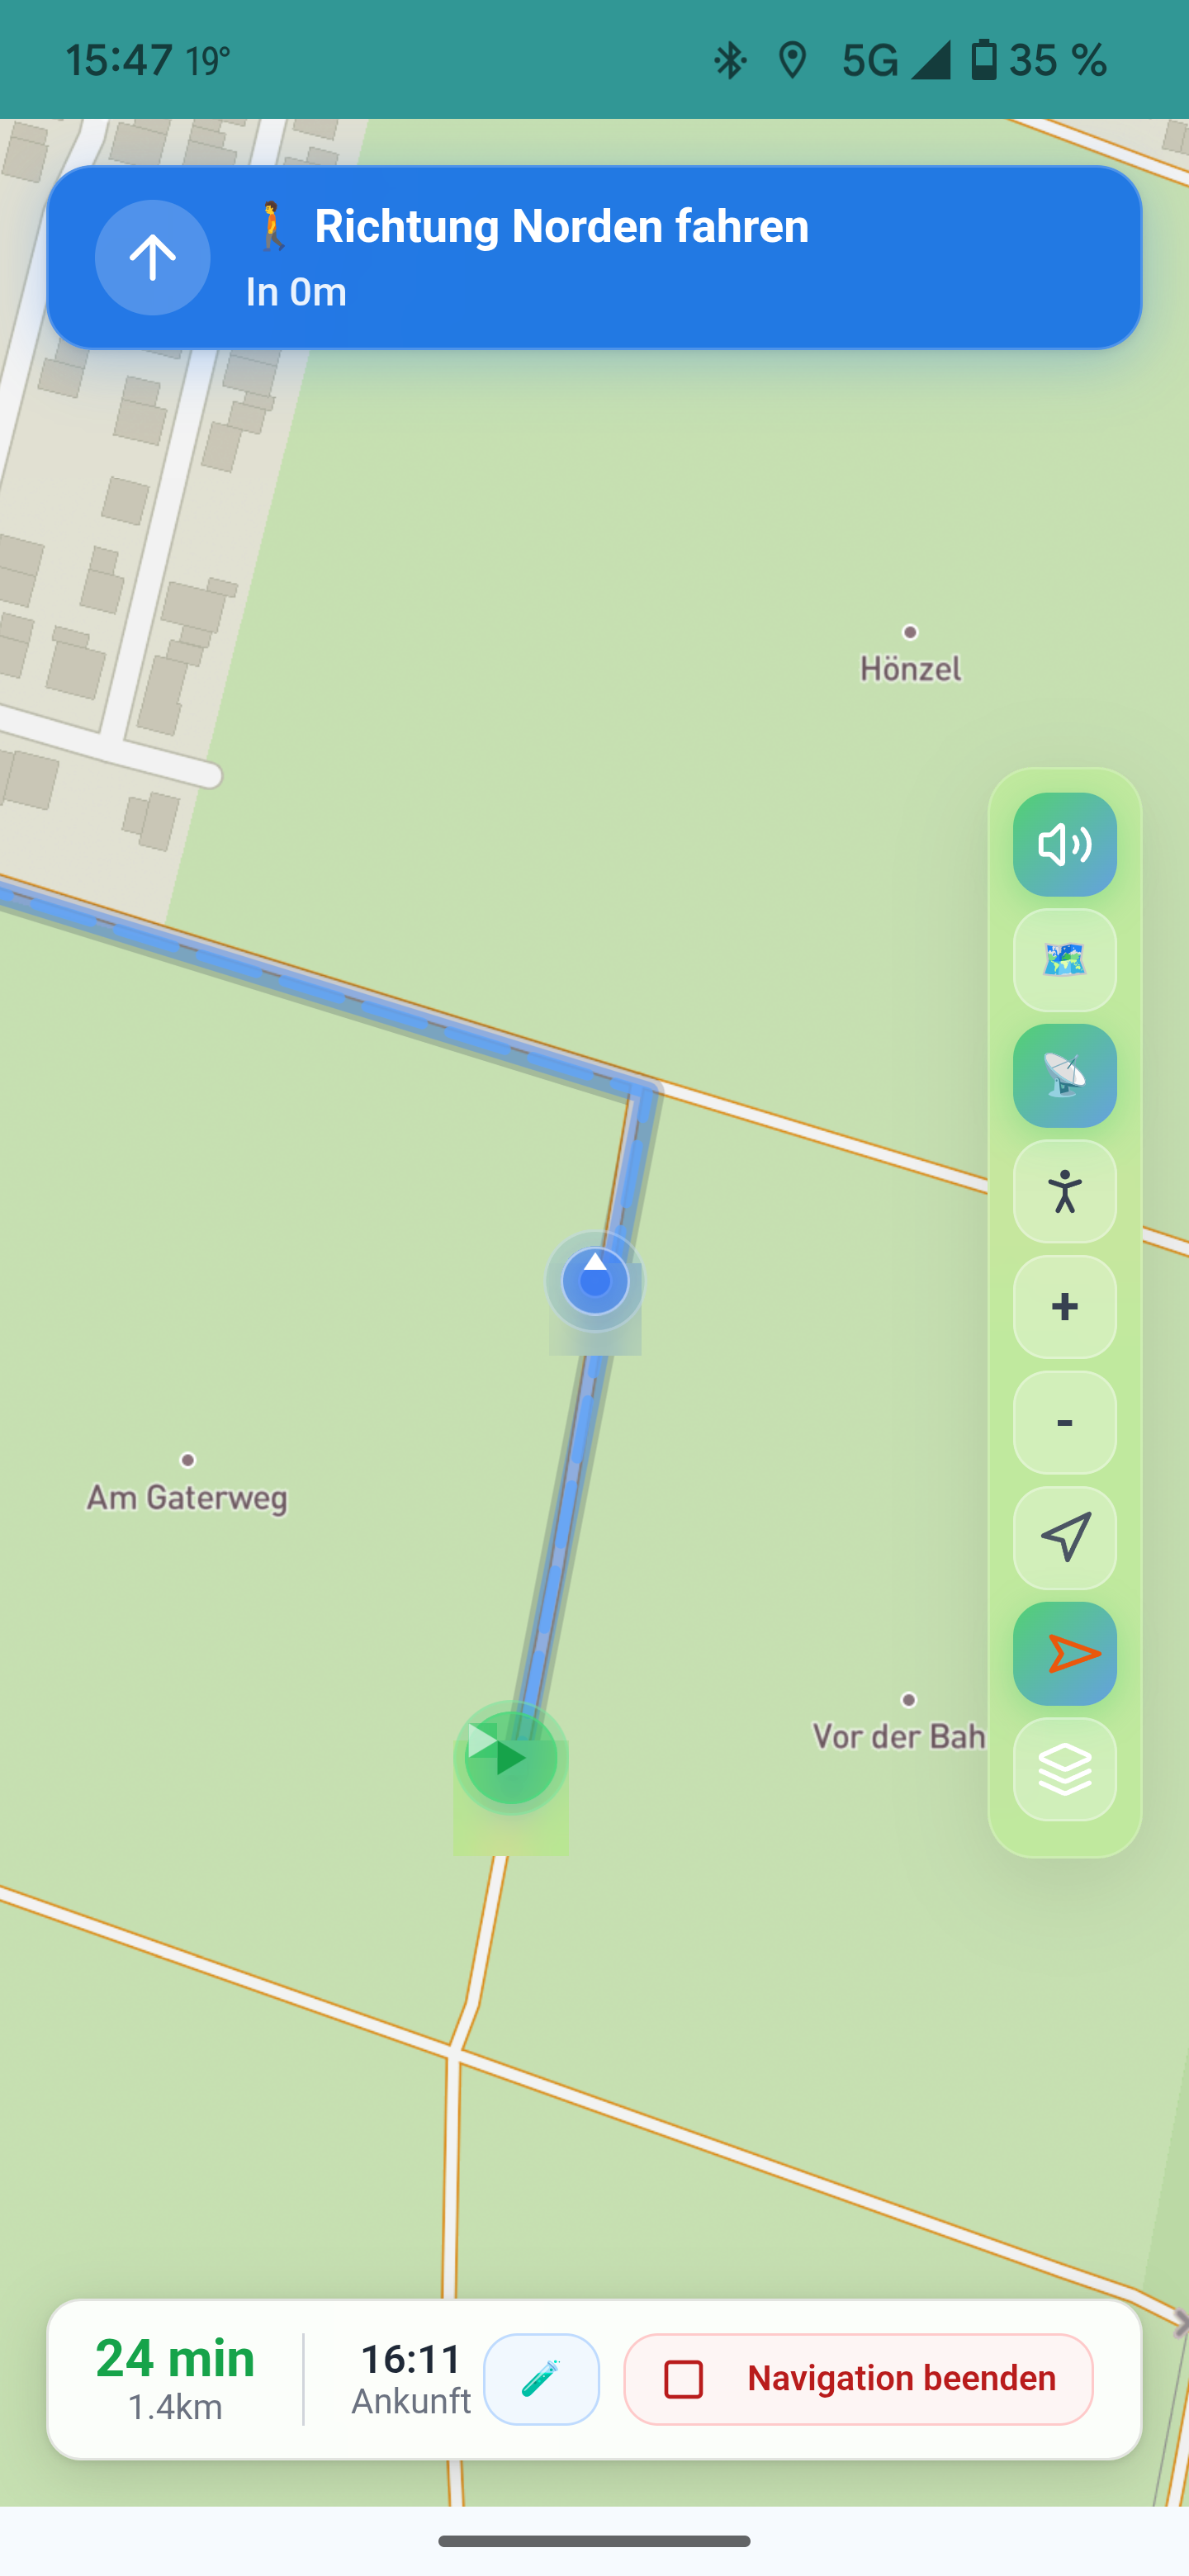 15:47 19° 5G 35 %
Richtung Norden fahren
In 0m
Hönzel
+
-
Am Gaterweg
Vor der Bah
24 min
1.4km
16:11
Ankunft
Navigation beenden